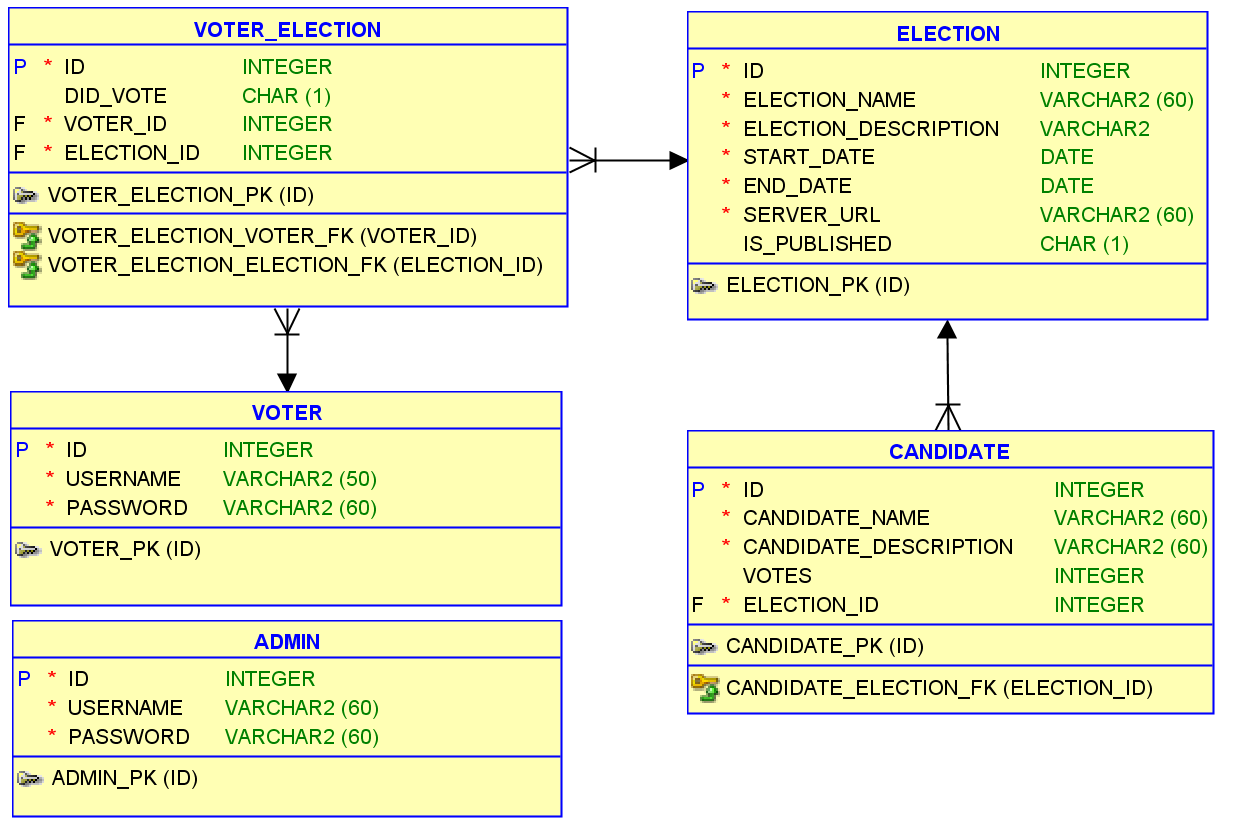 VOTER_ELECTION
P * ID INTEGER
DID_VOTE CHAR (1)
F * VOTER_ID INTEGER
F * ELECTION_ID INTEGER
VOTER_ELECTION_PK (ID)
VOTER_ELECTION_VOTER_FK (VOTER_ID)
VOTER_ELECTION_ELECTION_FK (ELECTION_ID)
ELECTION
P * ID INTEGER
* ELECTION_NAME VARCHAR2 (60)
* ELECTION_DESCRIPTION VARCHAR2
* START_DATE DATE
* END_DATE DATE
* SERVER_URL VARCHAR2 (60)
IS_PUBLISHED CHAR (1)
ELECTION_PK (ID)
VOTER
P * ID INTEGER
* USERNAME VARCHAR2 (50)
* PASSWORD VARCHAR2 (60)
VOTER_PK (ID)
CANDIDATE
P * ID INTEGER
* CANDIDATE_NAME VARCHAR2 (60)
* CANDIDATE_DESCRIPTION VARCHAR2 (60)
VOTES INTEGER
F * ELECTION_ID INTEGER
CANDIDATE_PK (ID)
CANDIDATE_ELECTION_FK (ELECTION_ID)
ADMIN
P * ID INTEGER
* USERNAME VARCHAR2 (60)
* PASSWORD VARCHAR2 (60)
ADMIN_PK (ID)